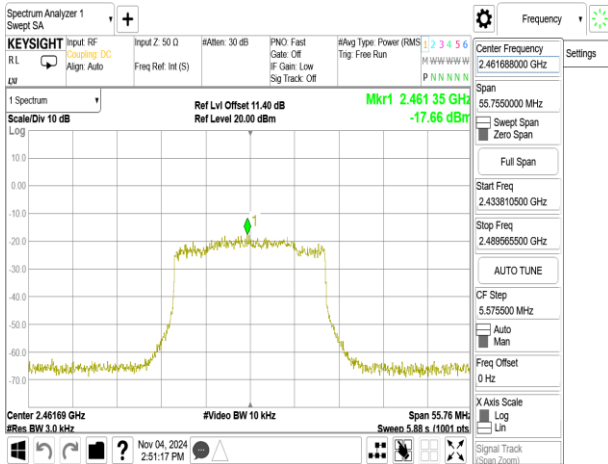 Spectrum Analyzer 1
Swept SA
Frequency
Settings
KEYSIGHT
RL
Input: RF
Coupling: DC
Align: Auto
Input Z: 50 Ω
Freq Ref: Int (S)
#Atten: 30 dB
PNO: Fast
Gate: Off
IF Gain: Low
Sig Track: Off
#Avg Type: Power (RMS
Trig: Free Run
1 2 3 4 5 6
M W W W W W
P N N N N N
1 Spectrum
Scale/Div 10 dB
Ref Lvl Offset 11.40 dB
Ref Level 20.00 dBm
Mkr1 2.461 35 GHz
-17.66 dBm
Log
10.0
0.00
-10.0
-20.0
-30.0
-40.0
-50.0
-60.0
-70.0
1
Center 2.46169 GHz
#Res BW 3.0 kHz
#Video BW 10 kHz
Span 55.76 MHz
Sweep 5.88 s (1001 pts)
Nov 04, 2024
2:51:17 PM
Center Frequency
2.461688000 GHz
Span
55.7550000 MHz
Swept Span
Zero Span
Full Span
Start Freq
2.433810500 GHz
Stop Freq
2.489565500 GHz
AUTO TUNE
CF Step
5.575500 MHz
Auto
Man
Freq Offset
0 Hz
X Axis Scale
Log
Lin
Signal Track
(Span Zoom)